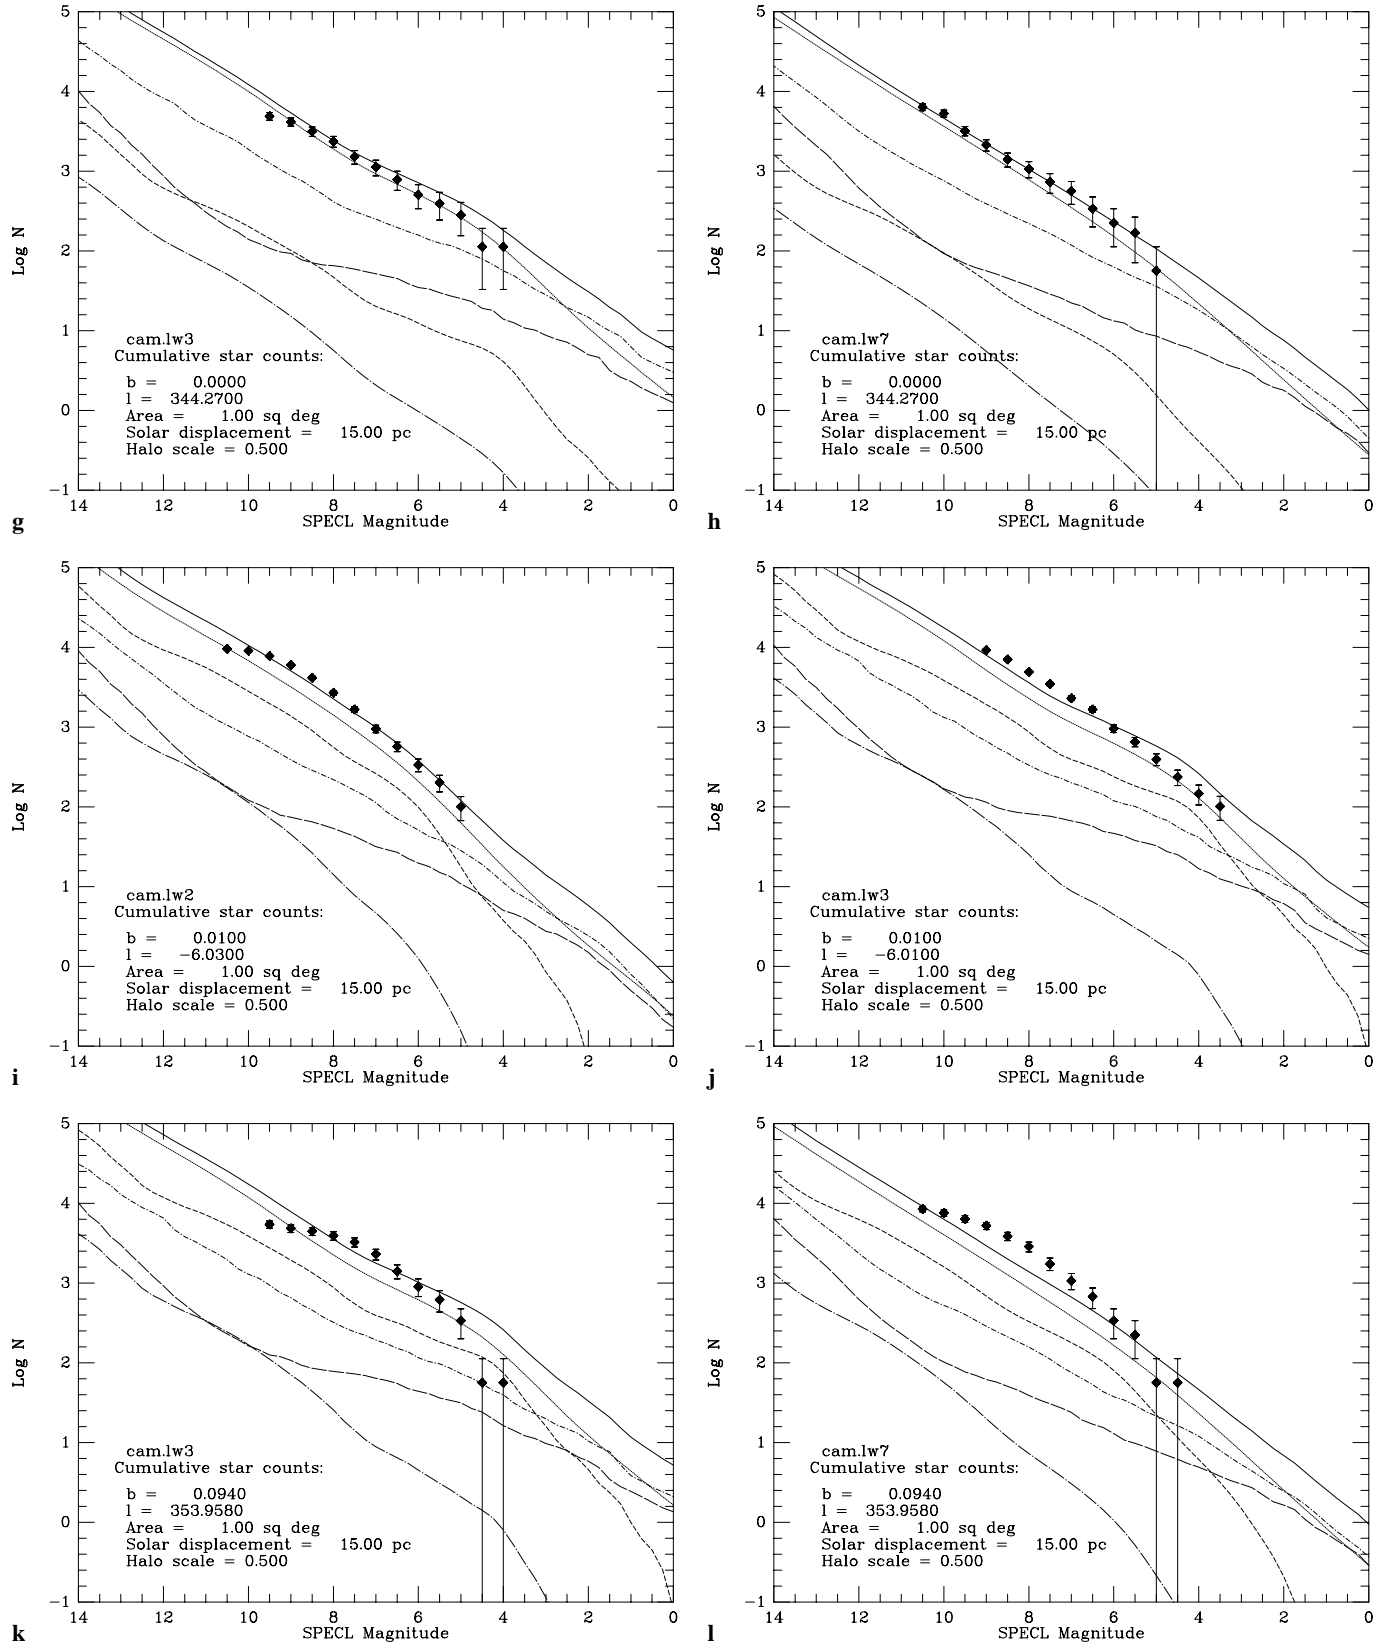 5
4
3
2
1
0
−1
Log N
14
12
10
8
6
4
2
0
SPECL Magnitude
cam.lw3
Cumulative star counts:
b = 0.0000
l = 344.2700
Area = 1.00 sq deg
Solar displacement = 15.00 pc
Halo scale = 0.500
g
5
4
3
2
1
0
−1
Log N
14
12
10
8
6
4
2
0
SPECL Magnitude
cam.lw7
Cumulative star counts:
b = 0.0000
l = 344.2700
Area = 1.00 sq deg
Solar displacement = 15.00 pc
Halo scale = 0.500
h
5
4
3
2
1
0
−1
Log N
14
12
10
8
6
4
2
0
SPECL Magnitude
cam.lw2
Cumulative star counts:
b = 0.0100
l = −6.0300
Area = 1.00 sq deg
Solar displacement = 15.00 pc
Halo scale = 0.500
i
5
4
3
2
1
0
−1
Log N
14
12
10
8
6
4
2
0
SPECL Magnitude
cam.lw3
Cumulative star counts:
b = 0.0100
l = −6.0100
Area = 1.00 sq deg
Solar displacement = 15.00 pc
Halo scale = 0.500
j
5
4
3
2
1
0
−1
Log N
14
12
10
8
6
4
2
0
SPECL Magnitude
cam.lw3
Cumulative star counts:
b = 0.0940
l = 353.9580
Area = 1.00 sq deg
Solar displacement = 15.00 pc
Halo scale = 0.500
k
5
4
3
2
1
0
−1
Log N
14
12
10
8
6
4
2
0
SPECL Magnitude
cam.lw7
Cumulative star counts:
b = 0.0940
l = 353.9580
Area = 1.00 sq deg
Solar displacement = 15.00 pc
Halo scale = 0.500
l